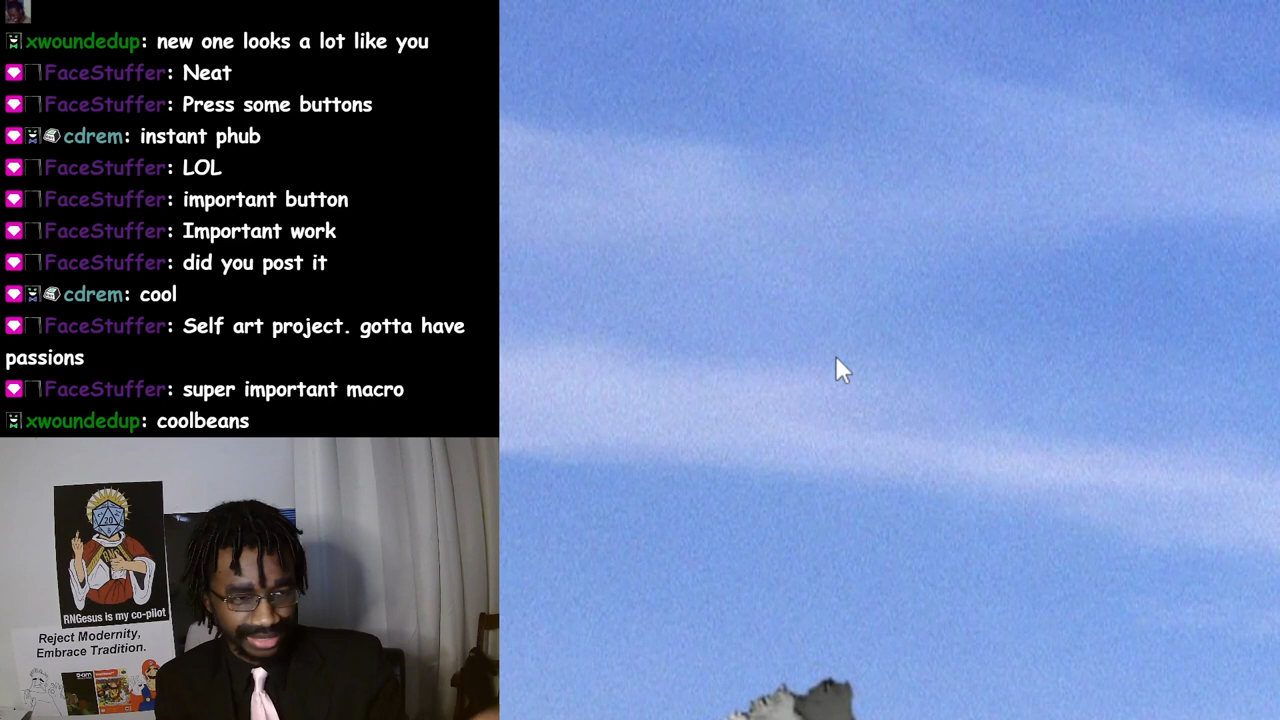 xwoundedup: new one looks a lot like you
FaceStuffer: Neat
FaceStuffer: Press some buttons
cdrem: instant phub
FaceStuffer: LOL
FaceStuffer: important button
FaceStuffer: Important work
FaceStuffer: did you post it
cdrem: cool
FaceStuffer: Self art project. gotta have
passions
FaceStuffer: super important macro
xwoundedup: coolbeans
20
RNGesus is my co-pilot
Reject Modernity,
Embrace Tradition.